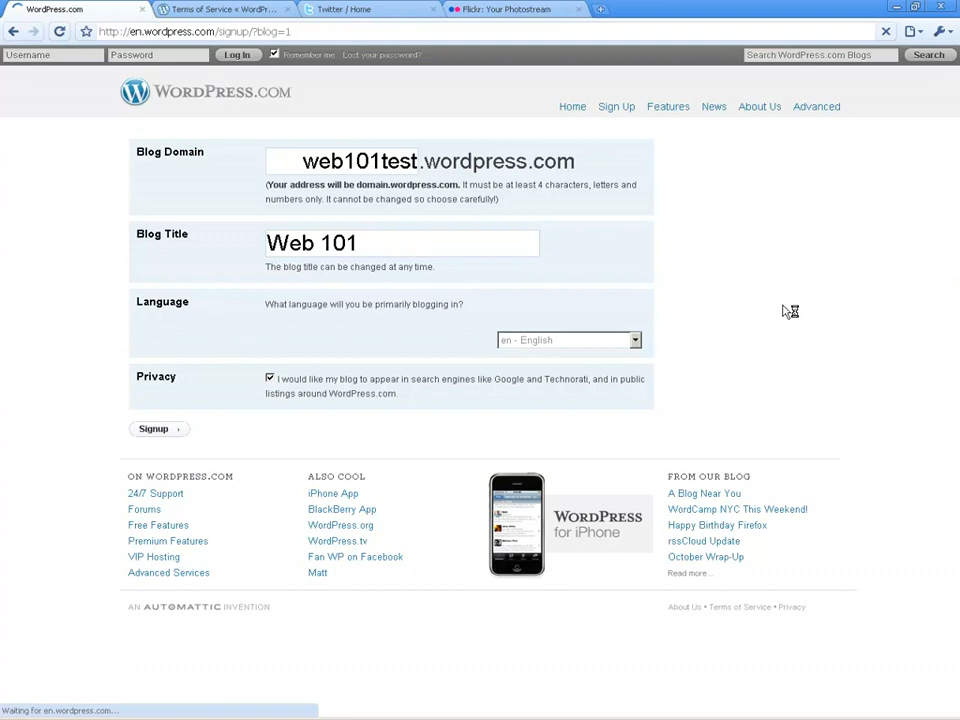 WordPress.com
Terms of Service « WordPr...
Twitter / Home
Flickr: Your Photostream
http://en.wordpress.com/signup/?blog=1
Username
Password
Log In
Remember me
Lost your password?
Search WordPress.com Blogs
Search
WORDPRESS.COM
Home
Sign Up
Features
News
About Us
Advanced
Blog Domain
web101test.wordpress.com
(Your address will be domain.wordpress.com. It must be at least 4 characters, letters and
numbers only. It cannot be changed so choose carefully!)
Blog Title
Web 101
The blog title can be changed at any time.
Language
What language will you be primarily blogging in?
en - English
Privacy
I would like my blog to appear in search engines like Google and Technorati, and in public
listings around WordPress.com.
Signup ›
ON WORDPRESS.COM
24/7 Support
Forums
Free Features
Premium Features
VIP Hosting
Advanced Services
ALSO COOL
iPhone App
BlackBerry App
WordPress.org
WordPress.tv
Fan WP on Facebook
Matt
WORDPRESS
for iPhone
FROM OUR BLOG
A Blog Near You
WordCamp NYC This Weekend!
Happy Birthday Firefox
rssCloud Update
October Wrap-Up
Read more...
AN AUTOMATTIC INVENTION
About Us • Terms of Service • Privacy
Waiting for en.wordpress.com...